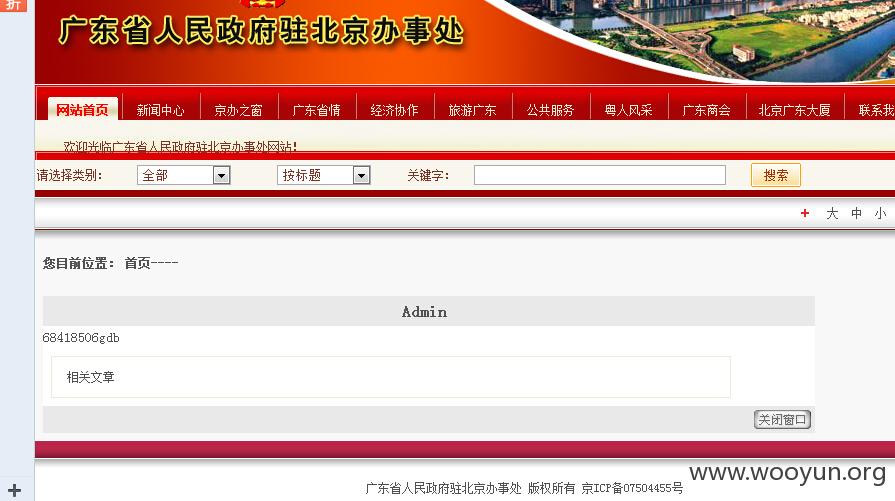 折
广东省人民政府驻北京办事处
网站首页 新闻中心 京办之窗 广东省情 经济协作 旅游广东 公共服务 粤人风采 广东商会 北京广东大厦 联系我
欢迎光临广东省人民政府驻北京办事处网站！
请选择类别： 全部 按标题 关键字： 搜索
+ 大 中 小
您目前位置： 首页----
Admin
68418506gdb
相关文章
关闭窗口
www.wooyun.org
广东省人民政府驻北京办事处 版权所有 京ICP备07504455号